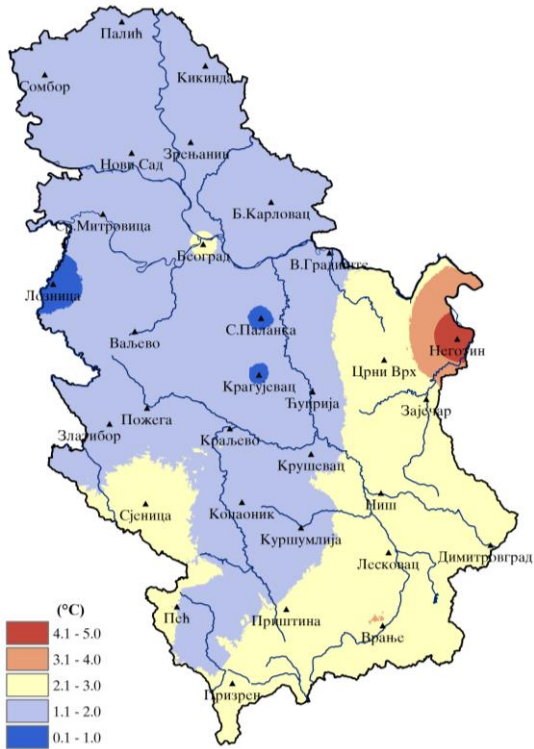 Палић
Кикинда
Сомбор
Зрењанин
Нови Сад
Б.Карловац
Ср.Митровица
Београд
В.Градиште
Лозница
С.Паланка
Ваљево
Неготин
Црни Врх
Крагујевац
Ћуприја
Зајечар
Пожега
Златибор
Краљево
Крушевац
Сјеница
Копаоник
Ниш
Куршумлија
Димитровград
Лесковац
Пећ
Приштина
Врање
Призрен
(°C)
4.1 - 5.0
3.1 - 4.0
2.1 - 3.0
1.1 - 2.0
0.1 - 1.0